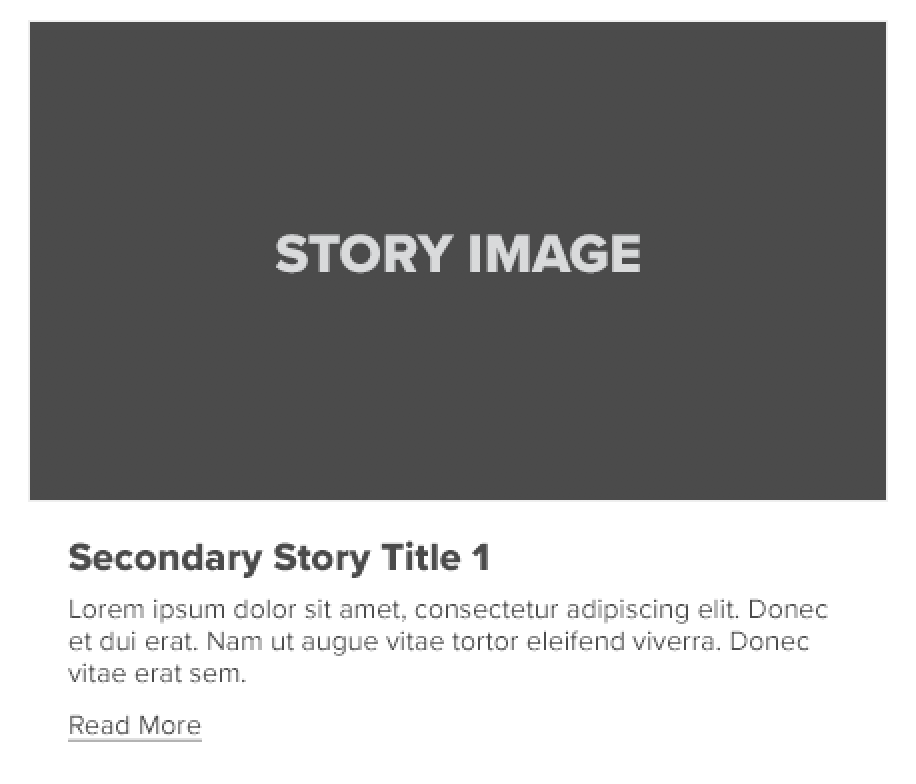 STORY IMAGE
Secondary Story Title 1
Lorem ipsum dolor sit amet, consectetur adipiscing elit. Donec
et dui erat. Nam ut augue vitae tortor eleifend viverra. Donec
vitae erat sem.
Read More